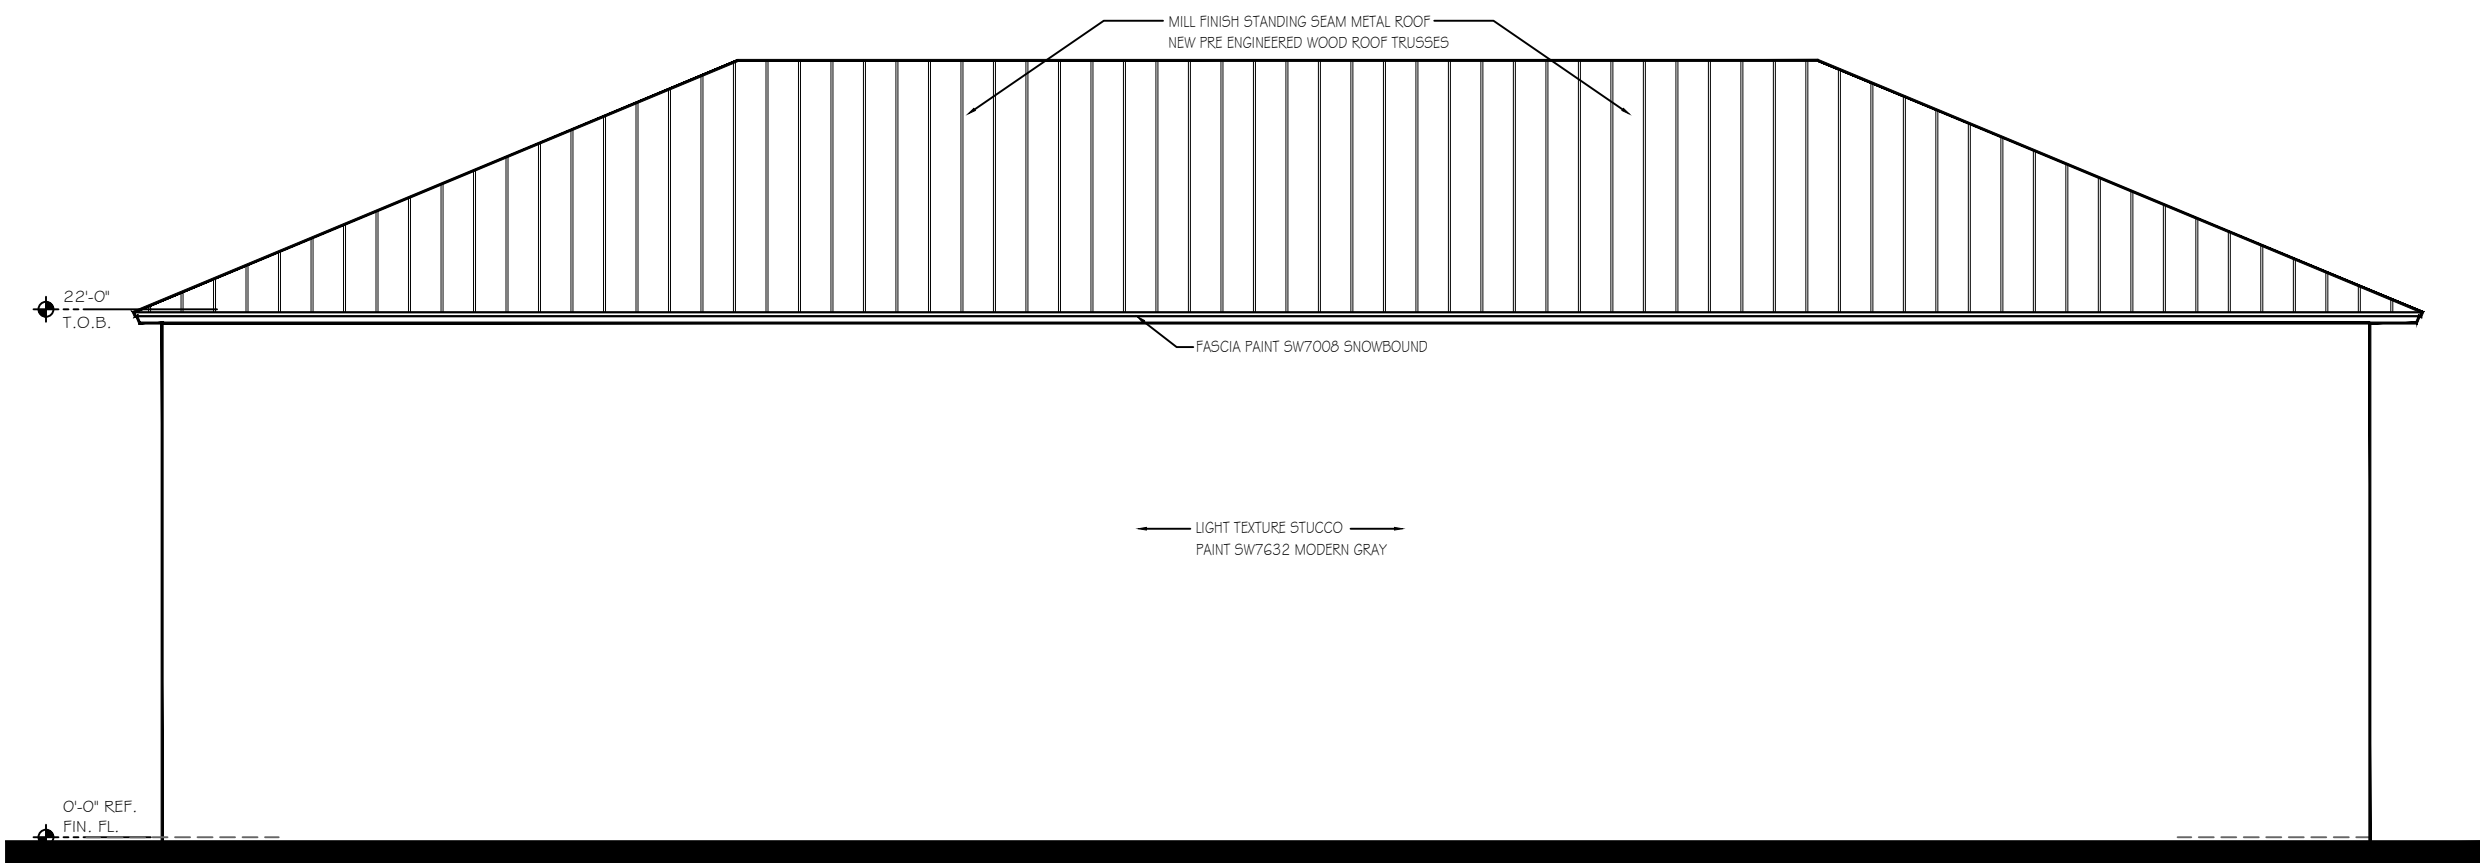 MILL FINISH STANDING SEAM METAL ROOF
NEW PRE ENGINEERED WOOD ROOF TRUSSES
22'-0"
T.O.B.
FASCIA PAINT SW7008 SNOWBOUND
LIGHT TEXTURE STUCCO
PAINT SW7632 MODERN GRAY
0'-0" REF.
FIN. FL.